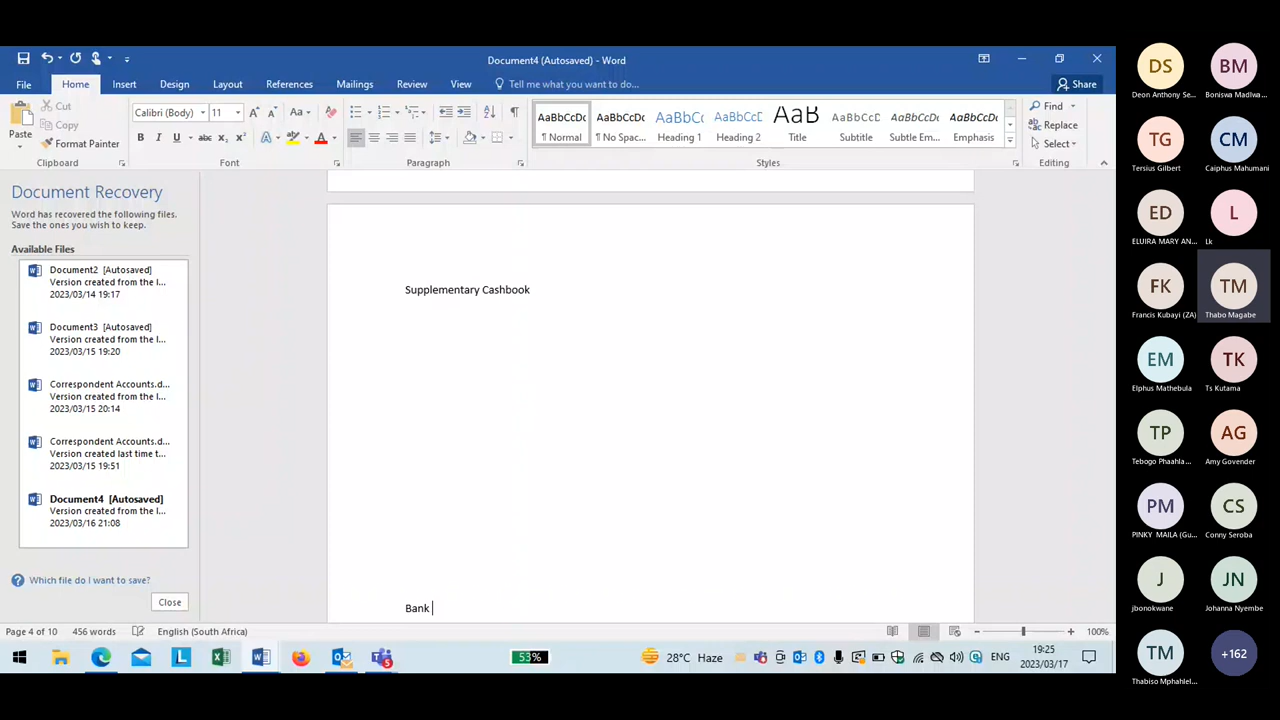 Document4 (Autosaved) - Word
File Home Insert Design Layout References Mailings Review View Tell me what you want to do... Share
Paste
Cut
Copy
Format Painter
Clipboard
Calibri (Body) 11
Font
Paragraph
AaBbCcDc AaBbCcDc AaBbCc AaBbCcD AaB AaBbCcD AaBbCcDc AaBbCcDc
¶ Normal ¶ No Spac... Heading 1 Heading 2 Title Subtitle Subtle Em... Emphasis
Styles
Find
Replace
Select
Editing
Document Recovery
Word has recovered the following files.
Save the ones you wish to keep.
Available Files
Document2 [Autosaved]
Version created from the l...
2023/03/14 19:17
Document3 [Autosaved]
Version created from the l...
2023/03/15 19:20
Correspondent Accounts.d...
Version created from the l...
2023/03/15 20:14
Correspondent Accounts.d...
Version created last time t...
2023/03/15 19:51
Document4 [Autosaved]
Version created from the l...
2023/03/16 21:08
Which file do I want to save?
Close
Supplementary Cashbook
Bank
Page 4 of 10 456 words English (South Africa) 100%
53%
28°C Haze
ENG
19:25
2023/03/17
DS
Deon Anthony Se...
BM
Boniswa Madlwa...
TG
Tersius Gilbert
CM
Caiphus Mahumani
ED
ELUIRA MARY AN...
L
Lk
FK
Francis Kubayi (ZA)
TM
Thabo Magabe
EM
Elphus Mathebula
TK
Ts Kutama
TP
Tebogo Phaahla...
AG
Amy Govender
PM
PINKY MAILA (Gu...
CS
Conny Seroba
J
jbonokwane
JN
Johanna Nyembe
TM
Thabiso Mphahlel...
+162